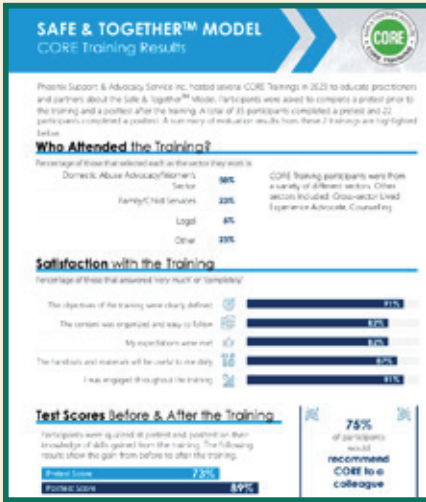 SAFE & TOGETHER™ MODEL
CORE Training Results
CORE
Phoenix Support & Advocacy Service Inc. hosted several CORE Trainings in 2023 to educate practitioners
and partners about the Safe & Together™ Model. Participants were asked to complete a pretest prior to
the training and a posttest after the training. A total of 35 participants completed a pretest and 22
participants completed a posttest. A summary of evaluation results from these 2 trainings are highlighted
below.
Who Attended the Training?
Percentage of those that selected each as the sector they work in
Domestic Abuse Advocacy/Women's
Sector
50%
Family/Child Services
Legal
Other
CORE Training participants were from
a variety of different sectors. Other
sectors included: Cross-sector Lived
Experience Advocate, Counselling
Satisfaction with the Training
Percentage of those that answered 'very much' or 'completely'
The objectives of the training were clearly defined
91%
The content was organized and easy to follow
82%
My expectations were met
82%
The handouts and materials will be useful to me daily
87%
I was engaged throughout the training
91%
Test Scores Before & After the Training
Participants were quizzed at pretest and posttest on their
knowledge of skills gained from the training. The following
results show the gain from before to after the training.
Pretest Score 73%
Posttest Score 89%
75%
of participants
would
recommend
CORE to a
colleague